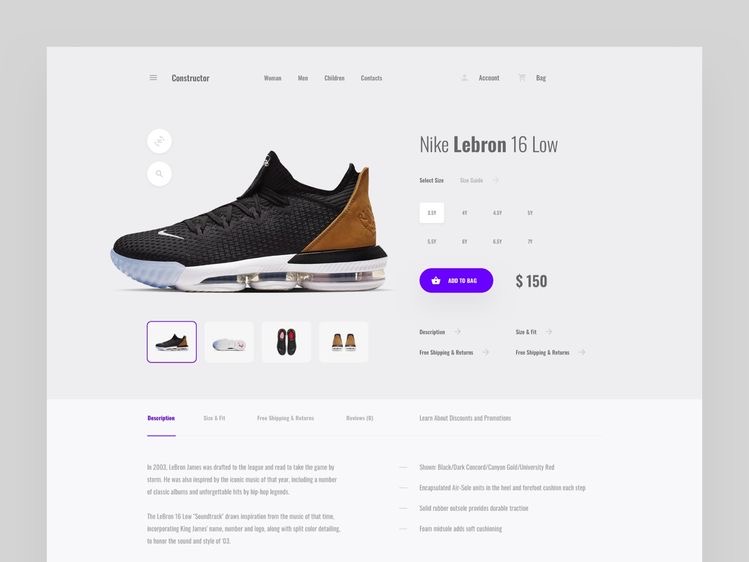 Constructor
Woman
Men
Children
Contacts
Account
Bag
Nike Lebron 16 Low
Select Size
Size Guide
3.5Y
4Y
4.5Y
5Y
5.5Y
6Y
6.5Y
7Y
ADD TO BAG
$ 150
Description
Size & fit
Free Shipping & Returns
Free Shipping & Returns
Description
Size & Fit
Free Shipping & Returns
Reviews (6)
Learn About Discounts and Promotions
In 2003, LeBron James was drafted to the league and read to take the game by
storm. He was also inspired by the iconic music of that year, including a number
of classic albums and unforgettable hits by hip-hop legends.
The LeBron 16 Low "Soundtrack" draws inspiration from the music of that time,
incorporating King James' name, number and logo, along with split color detailing,
to honor the sound and style of '03.
Shown: Black/Dark Concord/Canyon Gold/University Red
Encapsulated Air-Sole units in the heel and forefoot cushion each step
Solid rubber outsole provides durable traction
Foam midsole adds soft cushioning